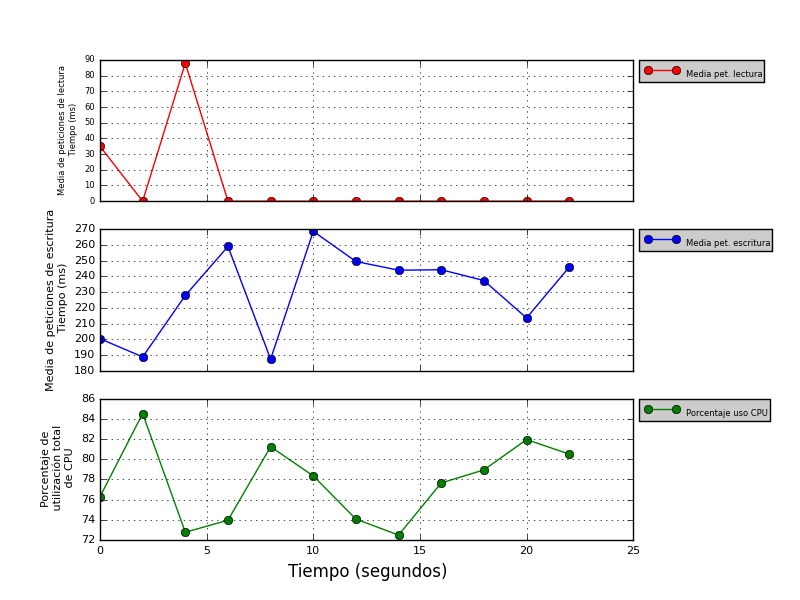 Media de peticiones de lectura
Tiempo (ms)
90
80
70
60
50
40
30
20
10
0
Media pet. lectura
Media de peticiones de escritura
Tiempo (ms)
270
260
250
240
230
220
210
200
190
180
Media pet. escritura
Porcentaje de
utilización total
de CPU
86
84
82
80
78
76
74
72
Porcentaje uso CPU
0 5 10 15 20 25
Tiempo (segundos)